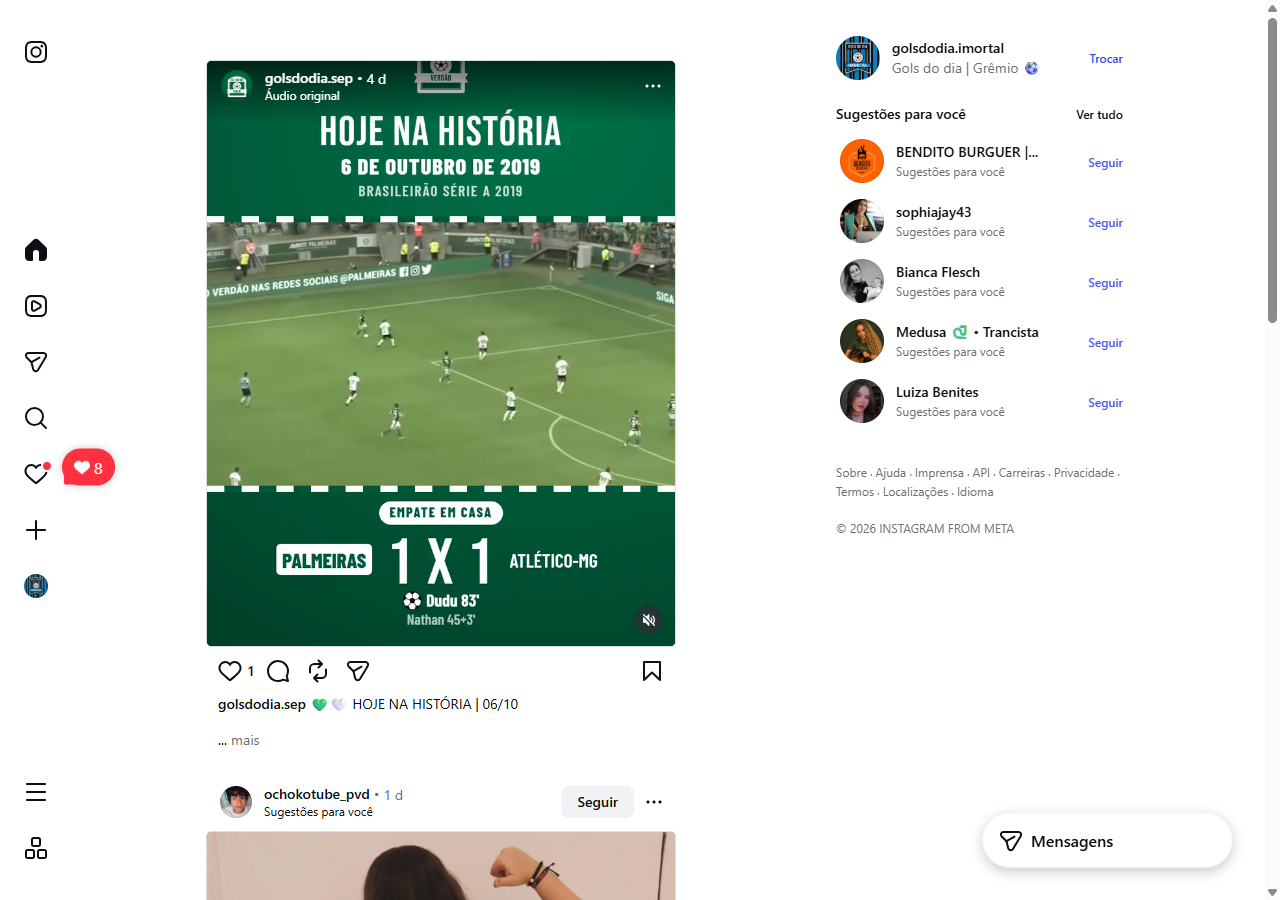 golsdodia.sep • 4 d
Áudio original
VERDÃO
HOJE NA HISTÓRIA
6 DE OUTUBRO DE 2019
BRASILEIRÃO SÉRIE A 2019
AVANTI PALMEIRAS
AVANTI PALMEIRAS
O VERDÃO NAS REDES SOCIAIS @PALMEIRAS
SIGA
EMPATE EM CASA
PALMEIRAS 1 X 1 ATLÉTICO-MG
⚽ Dudu 83'
Nathan 45+3'
1
golsdodia.sep 💚🤍 HOJE NA HISTÓRIA | 06/10
... mais
ochokotube_pvd • 1 d
Sugestões para você
Seguir
8
golsdodia.imortal
Gols do dia | Grêmio ⚽
Trocar
Sugestões para você
Ver tudo
BENDITO BURGUER |...
Sugestões para você
Seguir
sophiajay43
Sugestões para você
Seguir
Bianca Flesch
Sugestões para você
Seguir
Medusa • Trancista
Sugestões para você
Seguir
Luiza Benites
Sugestões para você
Seguir
Sobre · Ajuda · Imprensa · API · Carreiras · Privacidade ·
Termos · Localizações · Idioma
© 2026 INSTAGRAM FROM META
Mensagens